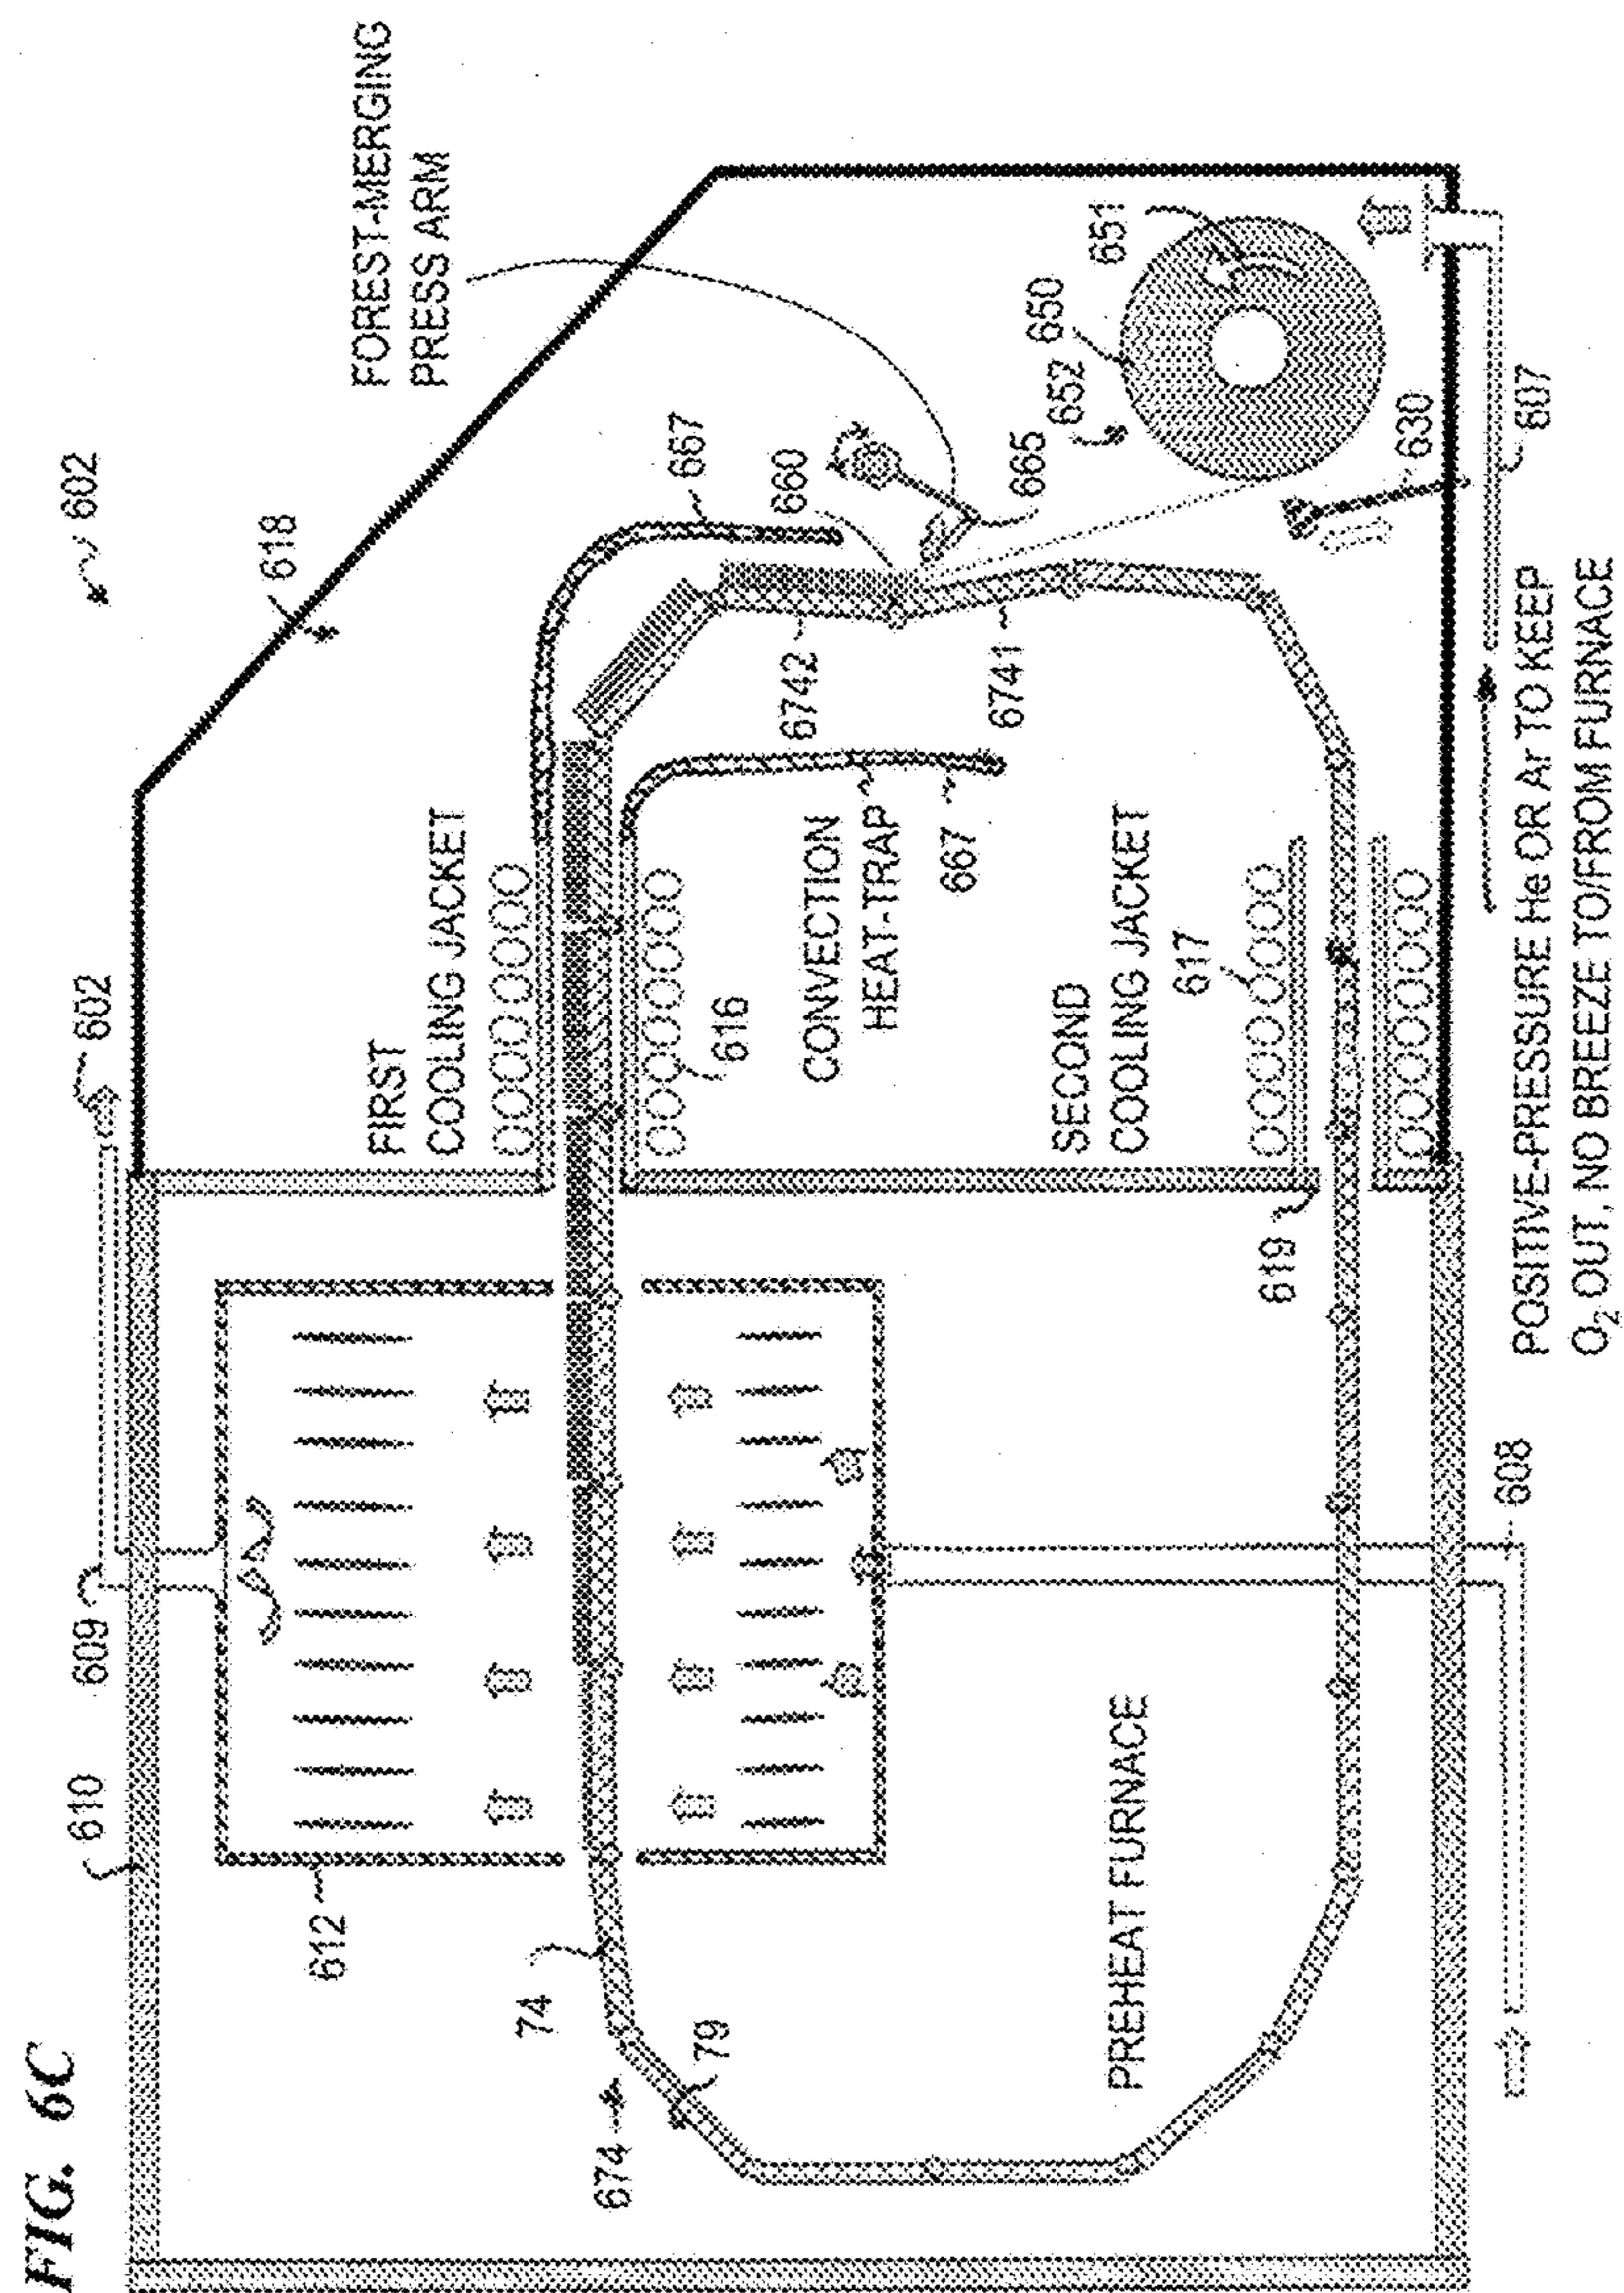 FIG. 6C
610
609
602
602
612
618
FOREST-MERGING
PRESS ARM
FIRST
COOLING JACKET
74
674
79
616
667
660
6742
CONVECTION
HEAT-TRAP
667
6741
665
652
650
651
SECOND
COOLING JACKET
617
619
630
PREHEAT FURNACE
608
607
POSITIVE-PRESSURE He OR Ar TO KEEP
O2 OUT, NO BREEZE TO/FROM FURNACE